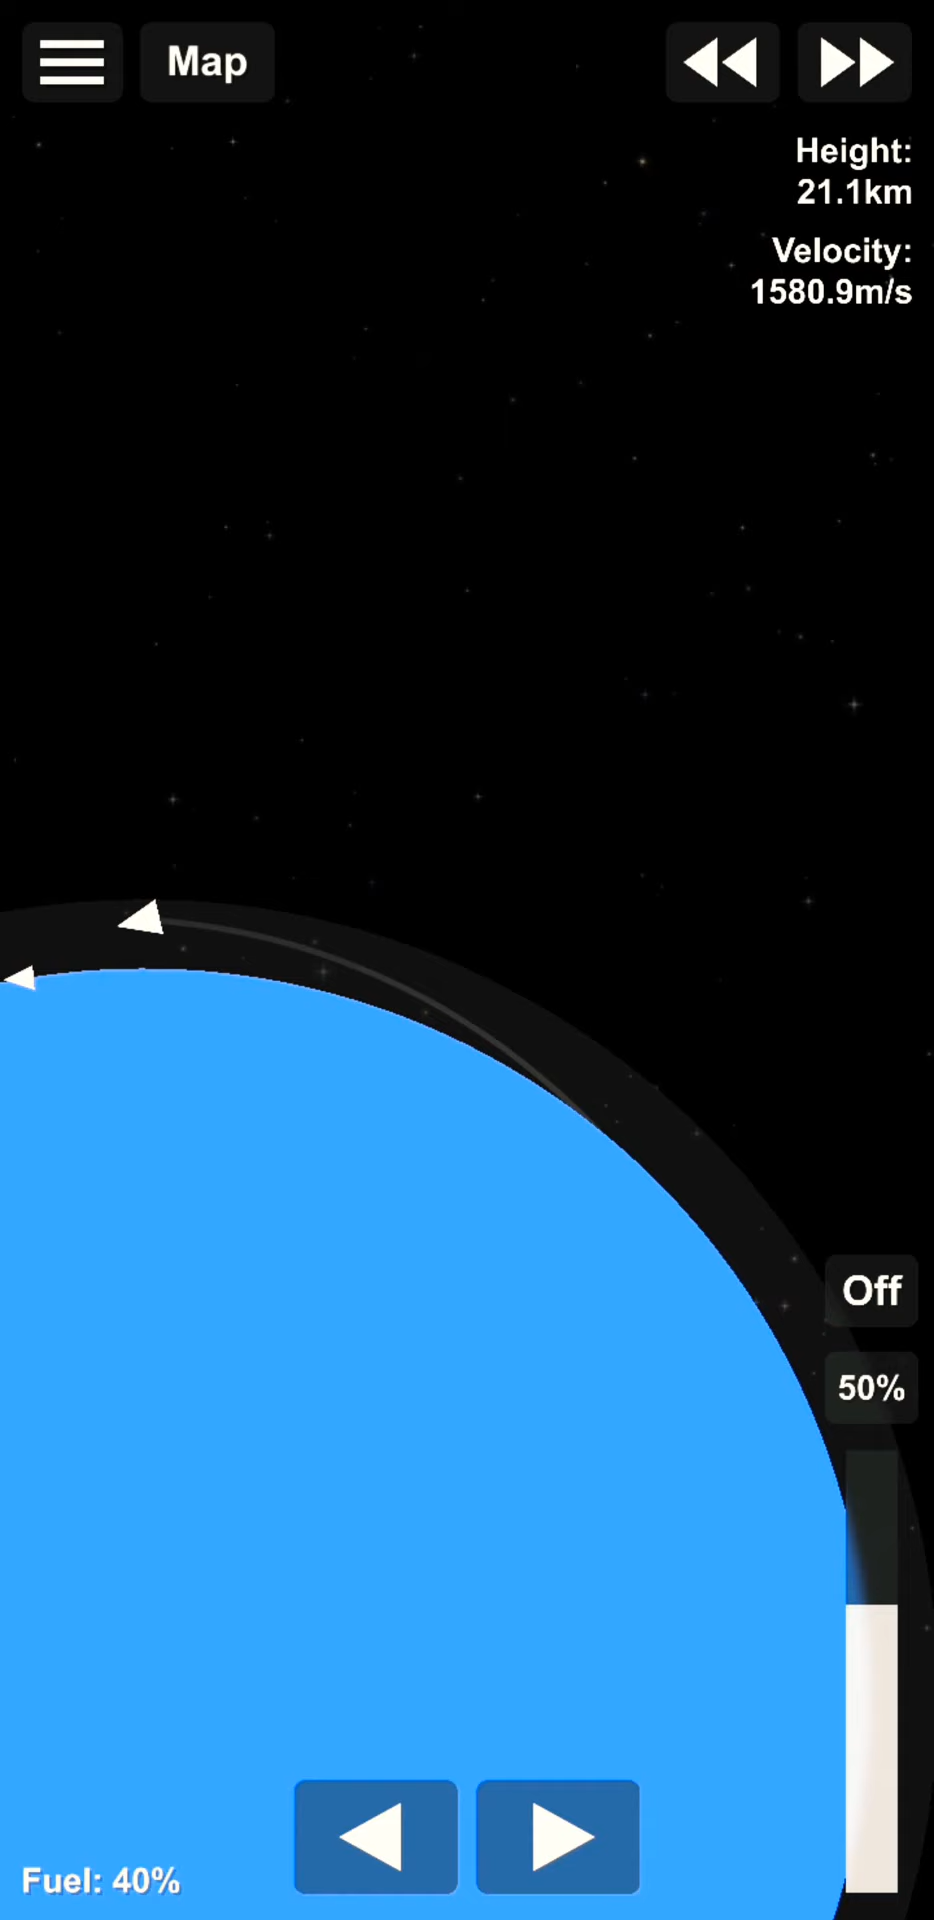 Map
Height:
21.1km
Velocity:
1580.9m/s
Off
50%
Fuel: 40%